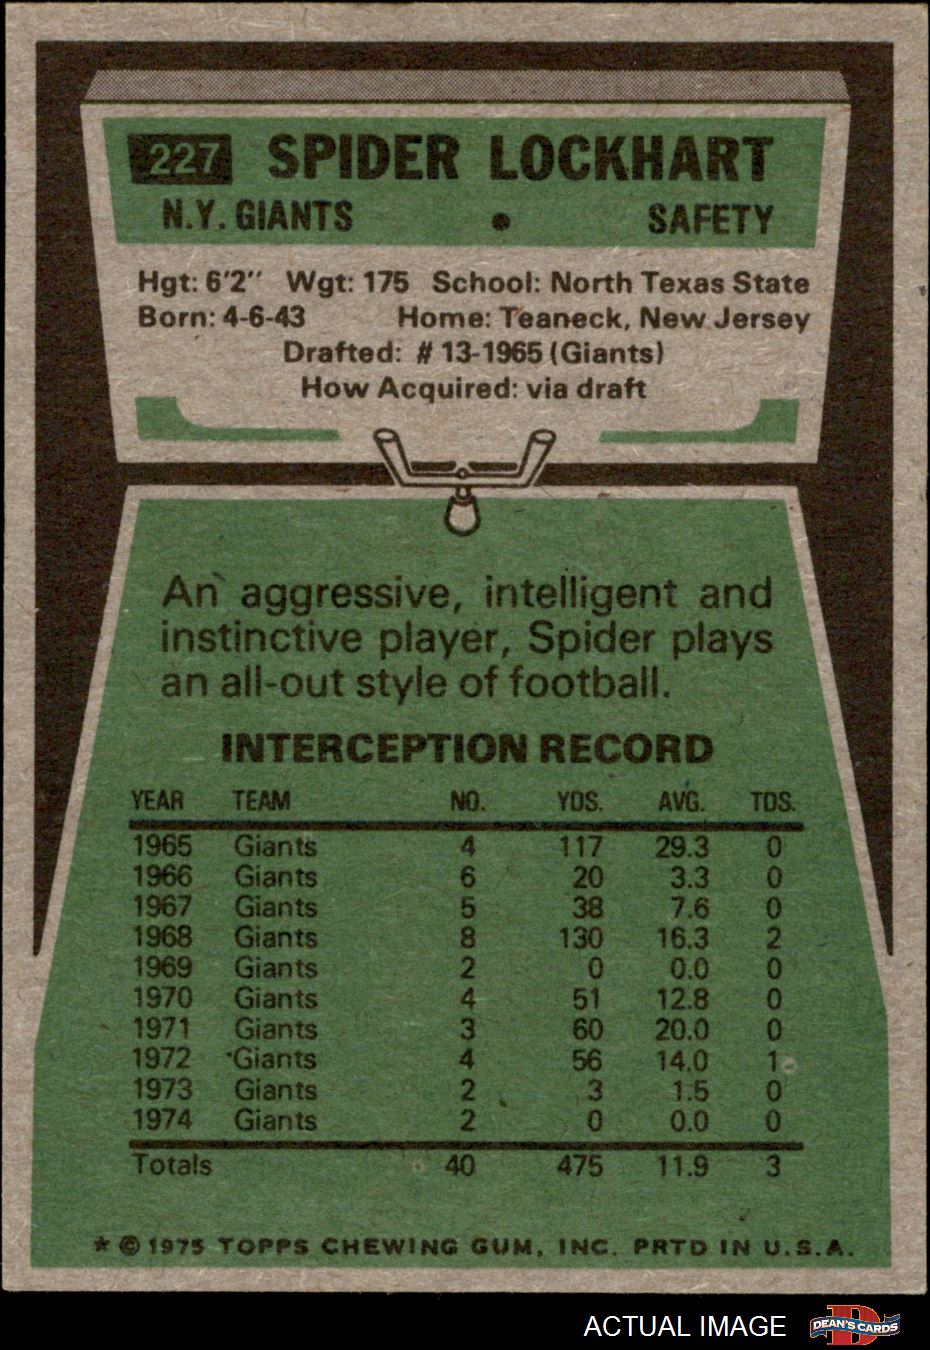 227 SPIDER LOCKHART
N.Y. GIANTS • SAFETY
Hgt: 6'2" Wgt: 175 School: North Texas State
Born: 4-6-43 Home: Teaneck, New Jersey
Drafted: # 13-1965 (Giants)
How Acquired: via draft
An aggressive, intelligent and
instinctive player, Spider plays
an all-out style of football.
INTERCEPTION RECORD
YEAR TEAM NO. YDS. AVG. TDS.
1965 Giants 4 117 29.3 0
1966 Giants 6 20 3.3 0
1967 Giants 5 38 7.6 0
1968 Giants 8 130 16.3 2
1969 Giants 2 0 0.0 0
1970 Giants 4 51 12.8 0
1971 Giants 3 60 20.0 0
1972 Giants 4 56 14.0 1
1973 Giants 2 3 1.5 0
1974 Giants 2 0 0.0 0
Totals 40 475 11.9 3
* © 1975 TOPPS CHEWING GUM, INC. PRTD IN U.S.A.
ACTUAL IMAGE D DEAN'S CARDS